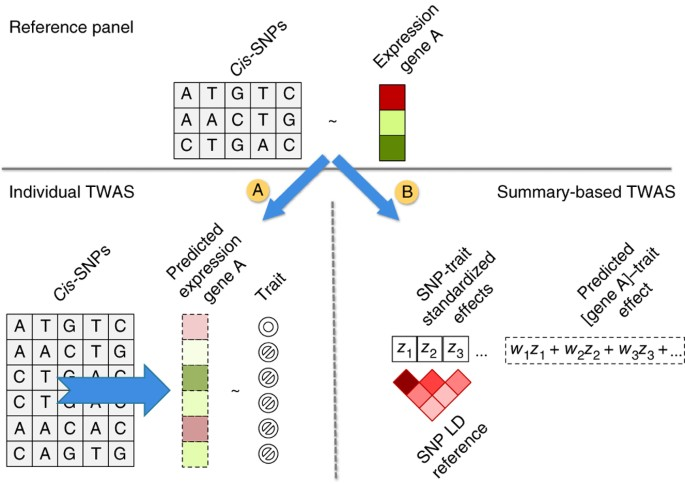 Reference panel
Cis-SNPs
Expression
gene A
A T G T C
A A C T G
C T G A C
~
Individual TWAS
A
B
Summary-based TWAS
Cis-SNPs
Predicted
expression
gene A
Trait
A T G T C
A A C T G
C T G A C
C T G A C
A A C A C
C A G T G
~
SNP-trait
standardized
effects
Predicted
[gene A]–trait
effect
z1 z2 z3 ...
w1z1 + w2z2 + w3z3 +...
SNP LD
reference